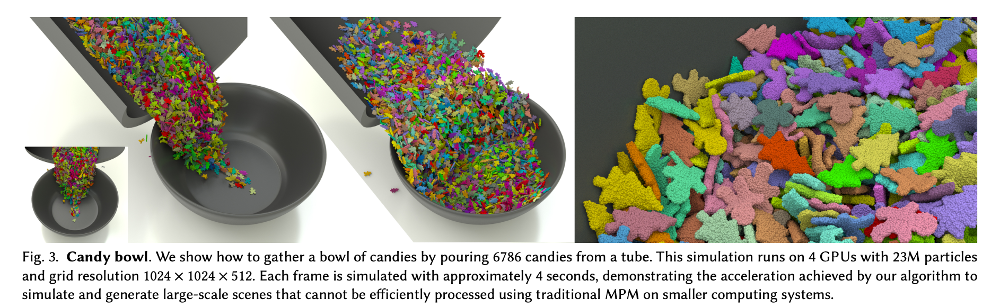 Fig. 3. Candy bowl. We show how to gather a bowl of candies by pouring 6786 candies from a tube. This simulation runs on 4 GPUs with 23M particles
and grid resolution 1024 × 1024 × 512. Each frame is simulated with approximately 4 seconds, demonstrating the acceleration achieved by our algorithm to
simulate and generate large-scale scenes that cannot be efficiently processed using traditional MPM on smaller computing systems.